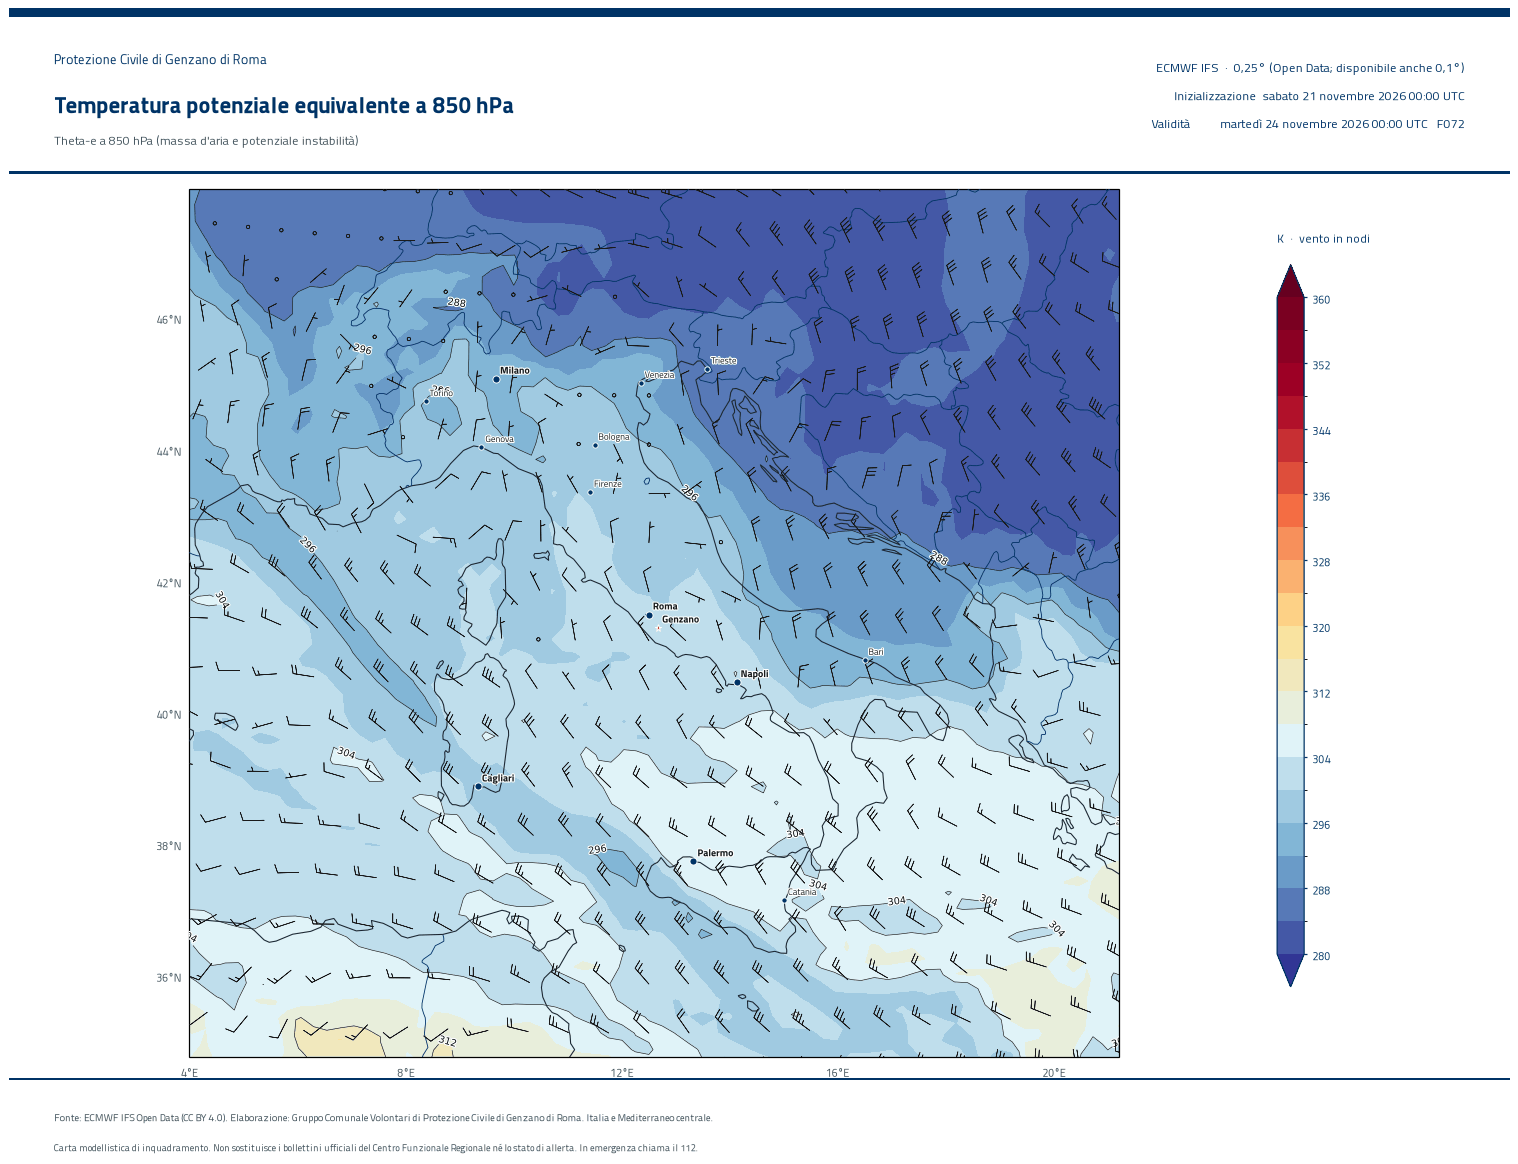 Protezione Civile di Genzano di Roma
Temperatura potenziale equivalente a 850 hPa
Theta-e a 850 hPa (massa d'aria e potenziale instabilità)
ECMWF IFS · 0,25° (Open Data; disponibile anche 0,1°)
Inizializzazione sabato 21 novembre 2026 00:00 UTC
Validità martedì 24 novembre 2026 00:00 UTC F072
K · vento in nodi
360
352
344
336
328
320
312
304
296
288
280
46°N
44°N
42°N
40°N
38°N
36°N
4°E
8°E
12°E
16°E
20°E
288
296
Milano
Trieste
Venezia
Torino
Genova
Bologna
Firenze
296
296
288
304
Roma
Genzano
Bari
Napoli
304
Cagliari
304
296
Palermo
304
Catania
304
304
304
312
Fonte: ECMWF IFS Open Data (CC BY 4.0). Elaborazione: Gruppo Comunale Volontari di Protezione Civile di Genzano di Roma. Italia e Mediterraneo centrale.
Carta modellistica di inquadramento. Non sostituisce i bollettini ufficiali del Centro Funzionale Regionale né lo stato di allerta. In emergenza chiama il 112.